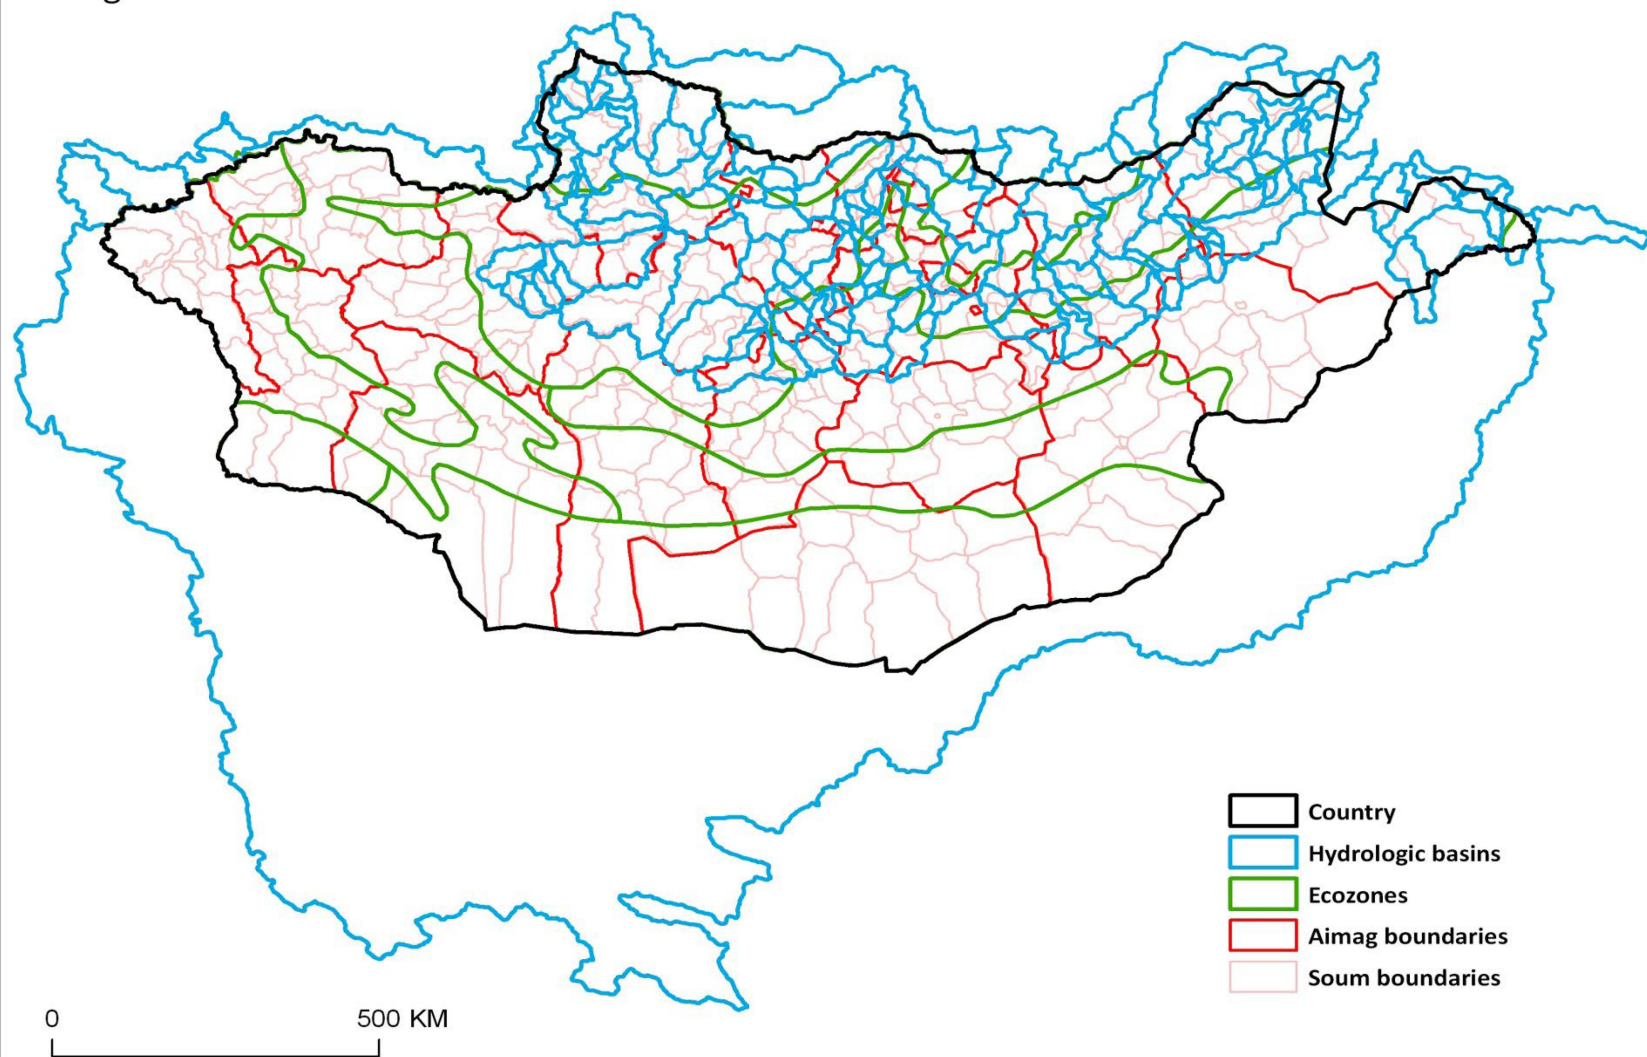 Country
Hydrologic basins
Ecozones
Aimag boundaries
Soum boundaries
0 500 KM